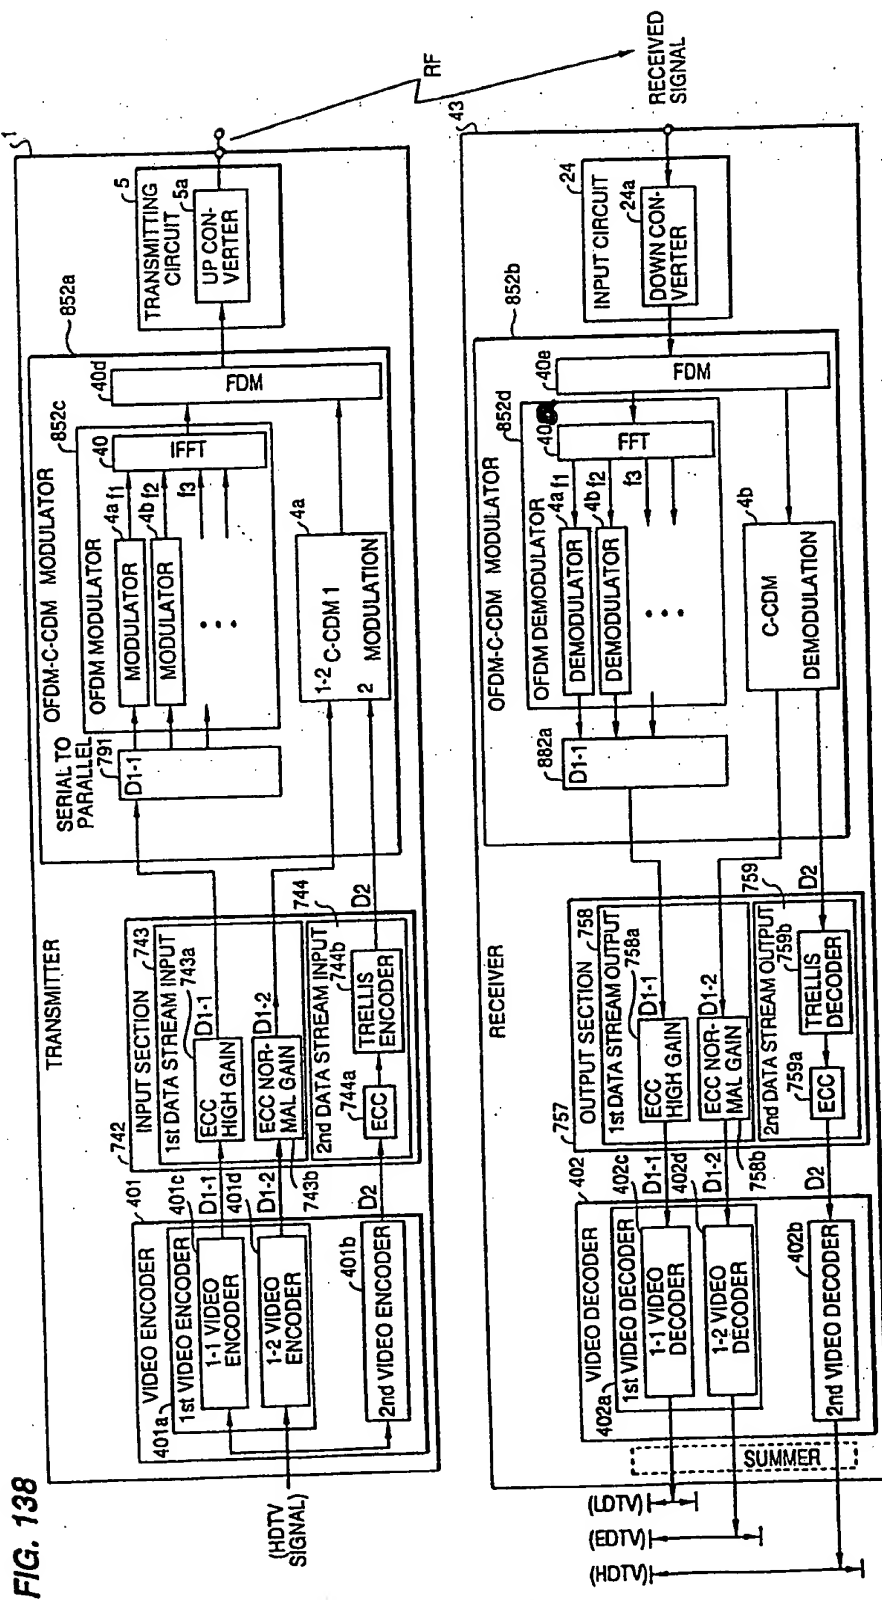 FIG. 138
TRANSMITTER
1
(HDTV
SIGNAL)
VIDEO ENCODER
401
401a
1st VIDEO ENCODER
401c
1-1 VIDEO
ENCODER
D1-1
401d
1-2 VIDEO
ENCODER
D1-2
401b
2nd VIDEO ENCODER
D2
742
INPUT SECTION
743
1st DATA STREAM INPUT
743a
ECC
HIGH GAIN
D1-1
ECC NOR-
MAL GAIN
D1-2
743b
744
2nd DATA STREAM INPUT
744a
744b
ECC
TRELLIS
ENCODER
D2
852a
OFDM-C-CDM MODULATOR
SERIAL TO
PARALLEL
791
D1-1
852c
OFDM MODULATOR
4a
MODULATOR
f1
4b
MODULATOR
f2
f3
40
IFFT
40d
FDM
4a
1-2
C-CDM 1
2
MODULATION
5
TRANSMITTING
CIRCUIT
5a
UP CON-
VERTER
RF
RECEIVED
SIGNAL
RECEIVER
43
24
INPUT CIRCUIT
24a
DOWN CON-
VERTER
852b
OFDM-C-CDM MODULATOR
40e
FDM
852d
OFDM DEMODULATOR
40
FFT
4a
DEMODULATOR
f1
4b
DEMODULATOR
f2
f3
882a
D1-1
4b
C-CDM
DEMODULATION
757
OUTPUT SECTION
758
1st DATA STREAM OUTPUT
758a
ECC
HIGH GAIN
D1-1
ECC NOR-
MAL GAIN
D1-2
758b
759
2nd DATA STREAM OUTPUT
759a
759b
ECC
TRELLIS
DECODER
D2
D2
402
VIDEO DECODER
402a
1st VIDEO DECODER
402c
1-1 VIDEO
DECODER
D1-1
402d
1-2 VIDEO
DECODER
D1-2
402b
2nd VIDEO DECODER
SUMMER
(LDTV)
(EDTV)
(HDTV)